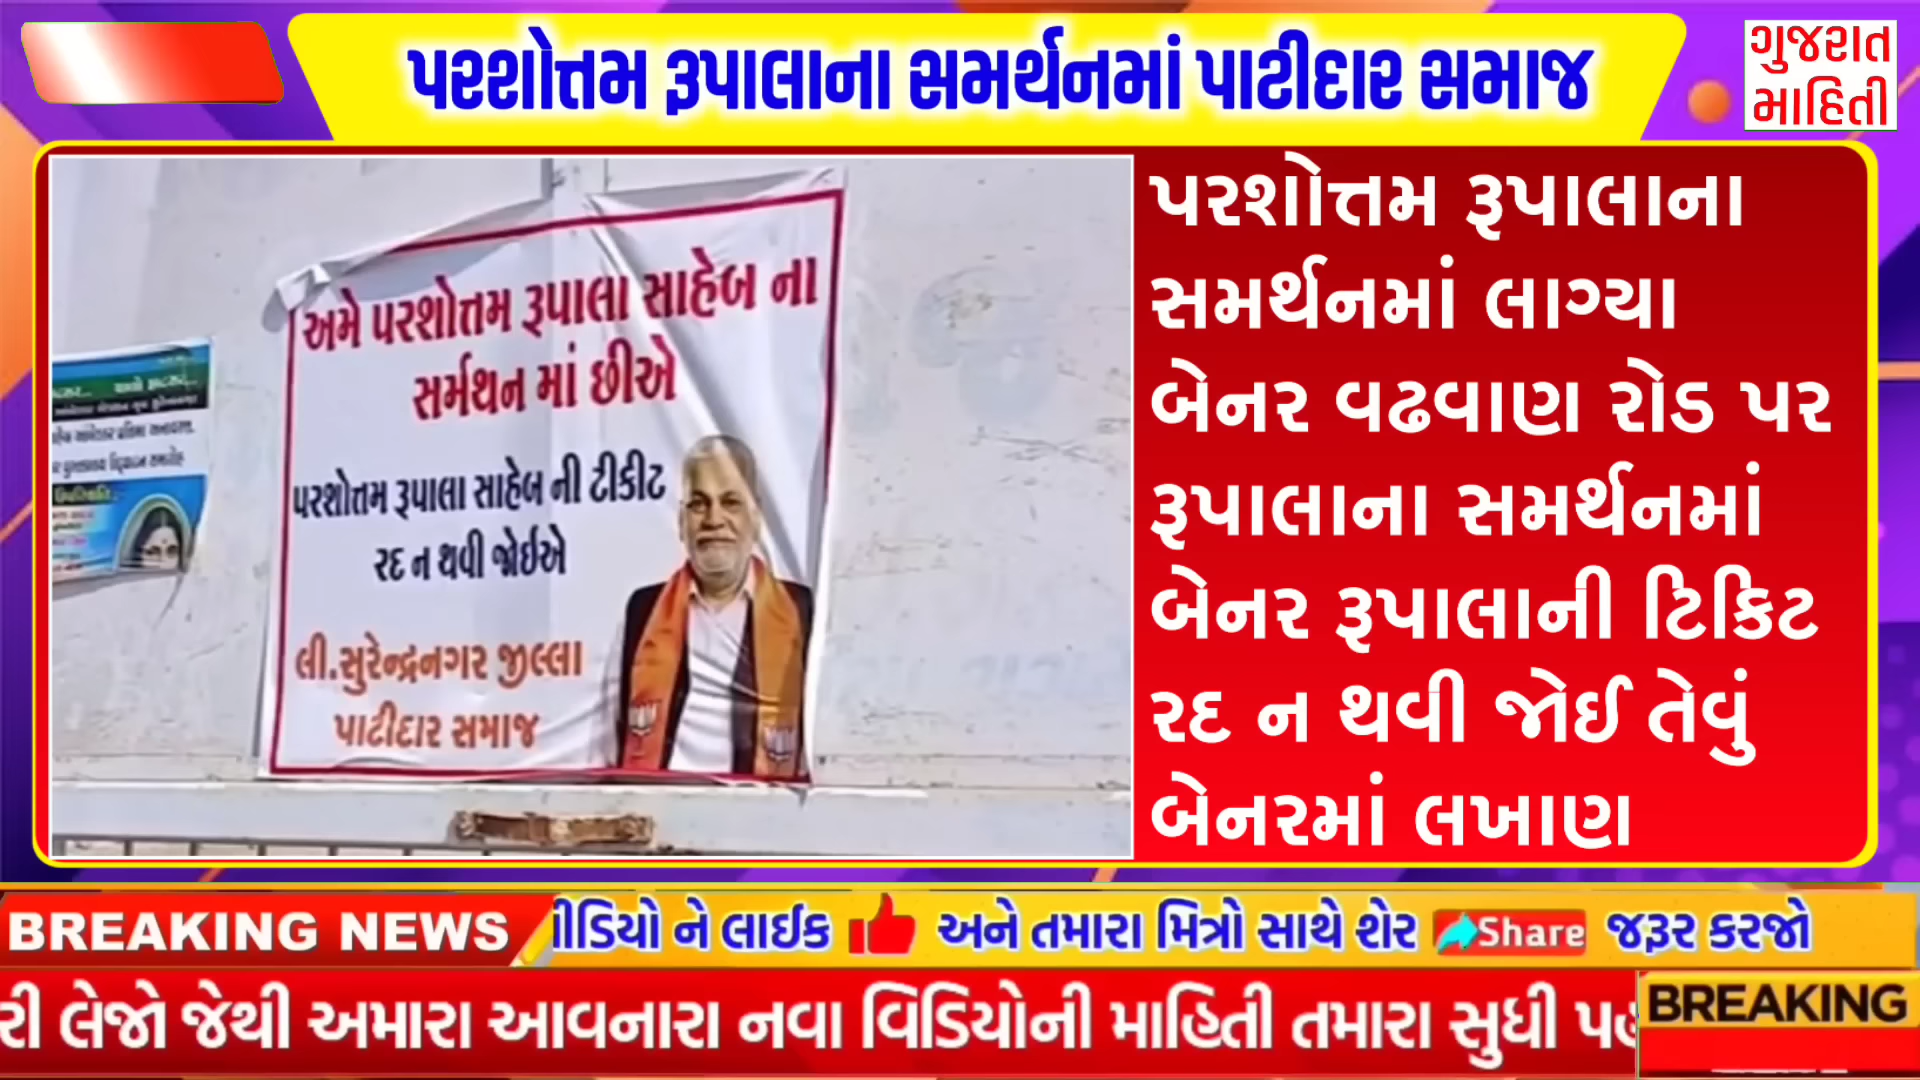 પરશોત્તમ રૂપાલાના સમર્થનમાં પાટીદાર સમાજ
ગુજરાત
માહિતી
અમે પરશોત્તમ રૂપાલા સાહેબ ના
સર્મથન માં છીએ
પરશોત્તમ રૂપાલા સાહેબ ની ટીકીટ
રદ ન થવી જોઇએ
લી.સુરેન્દ્રનગર જીલ્લા
પાટીદાર સમાજ
પરશોત્તમ રૂપાલાના
સમર્થનમાં લાગ્યા
બેનર વઢવાણ રોડ પર
રૂપાલાના સમર્થનમાં
બેનર રૂપાલાની ટિકિટ
રદ ન થવી જોઈ તેવું
બેનરમાં લખાણ
BREAKING NEWS
ને લાઈક અને તમારા મિત્રો સાથે શેર Share જરૂર કરજો
લેજો જેથી અમારા આવનારા નવા વિડિયોની માહિતી તમારા સુધી
BREAKING